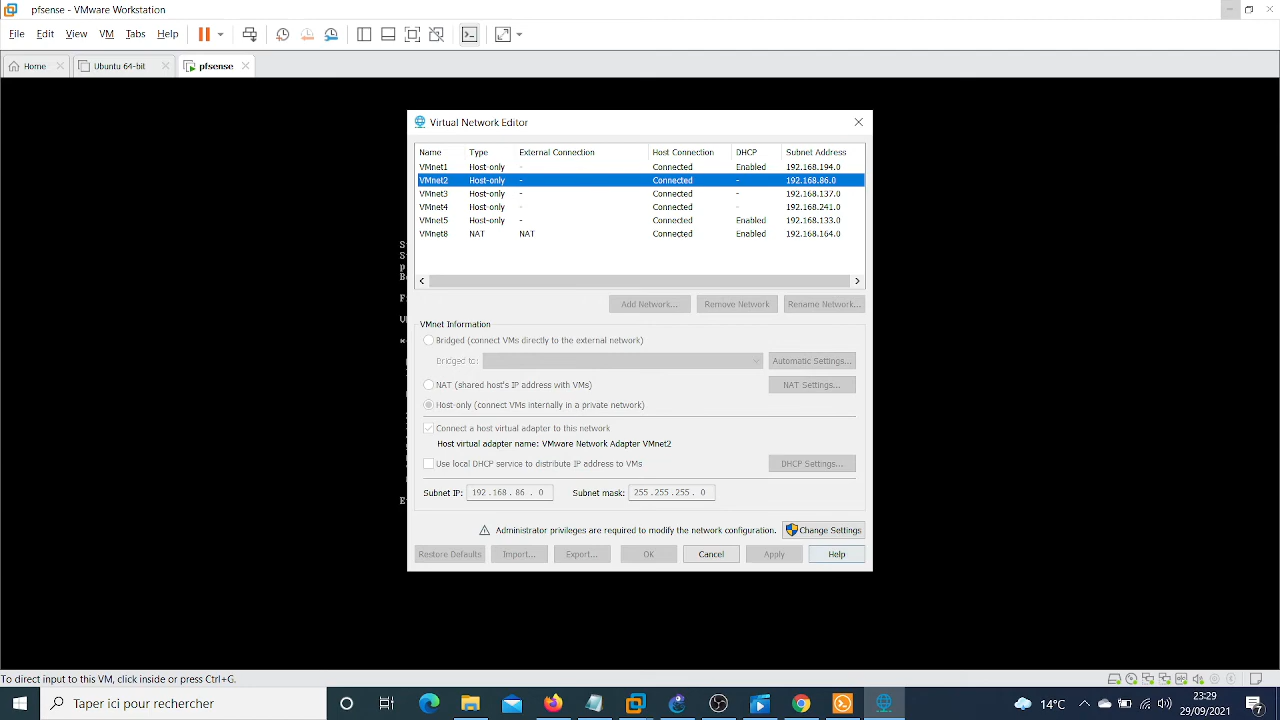 pfsense - VMware Workstation
File Edit View VM Tabs Help
Home Ubuntu 64-bit pfsense
Virtual Network Editor
Name Type External Connection Host Connection DHCP Subnet Address
VMnet1 Host-only - Connected Enabled 192.168.194.0
VMnet2 Host-only - Connected - 192.168.86.0
VMnet3 Host-only - Connected - 192.168.137.0
VMnet4 Host-only - Connected - 192.168.241.0
VMnet5 Host-only - Connected Enabled 192.168.133.0
VMnet8 NAT NAT Connected Enabled 192.168.164.0
Add Network... Remove Network Rename Network...
VMnet Information
Bridged (connect VMs directly to the external network)
Bridged to: Automatic Settings...
NAT (shared host's IP address with VMs) NAT Settings...
Host-only (connect VMs internally in a private network)
Connect a host virtual adapter to this network
Host virtual adapter name: VMware Network Adapter VMnet2
Use local DHCP service to distribute IP address to VMs DHCP Settings...
Subnet IP: 192.168.86.0 Subnet mask: 255.255.255.0
Administrator privileges are required to modify the network configuration. Change Settings
Restore Defaults Import... Export... OK Cancel Apply Help
To direct input to this VM, click inside or press Ctrl+G.
Taper ici pour rechercher
14°C
23:29
29/09/2021